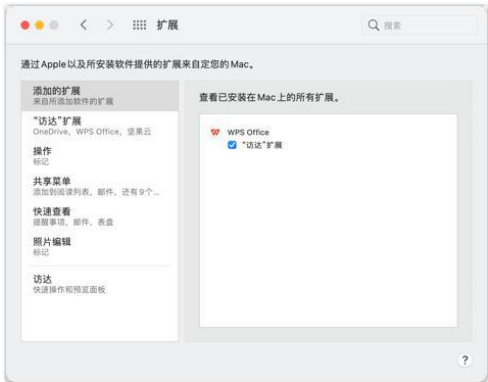 扩展
搜索
通过Apple以及所安装软件提供的扩展来自定您的Mac。
添加的扩展
来自所添加软件的扩展
“访达”扩展
OneDrive、WPS Office、坚果云
操作
标记
共享菜单
添加到阅读列表、邮件，还有9个...
快速查看
提醒事项、邮件、表盘
照片编辑
标记
访达
快速操作和预览面板
查看已安装在Mac上的所有扩展。
WPS Office
“访达”扩展
?